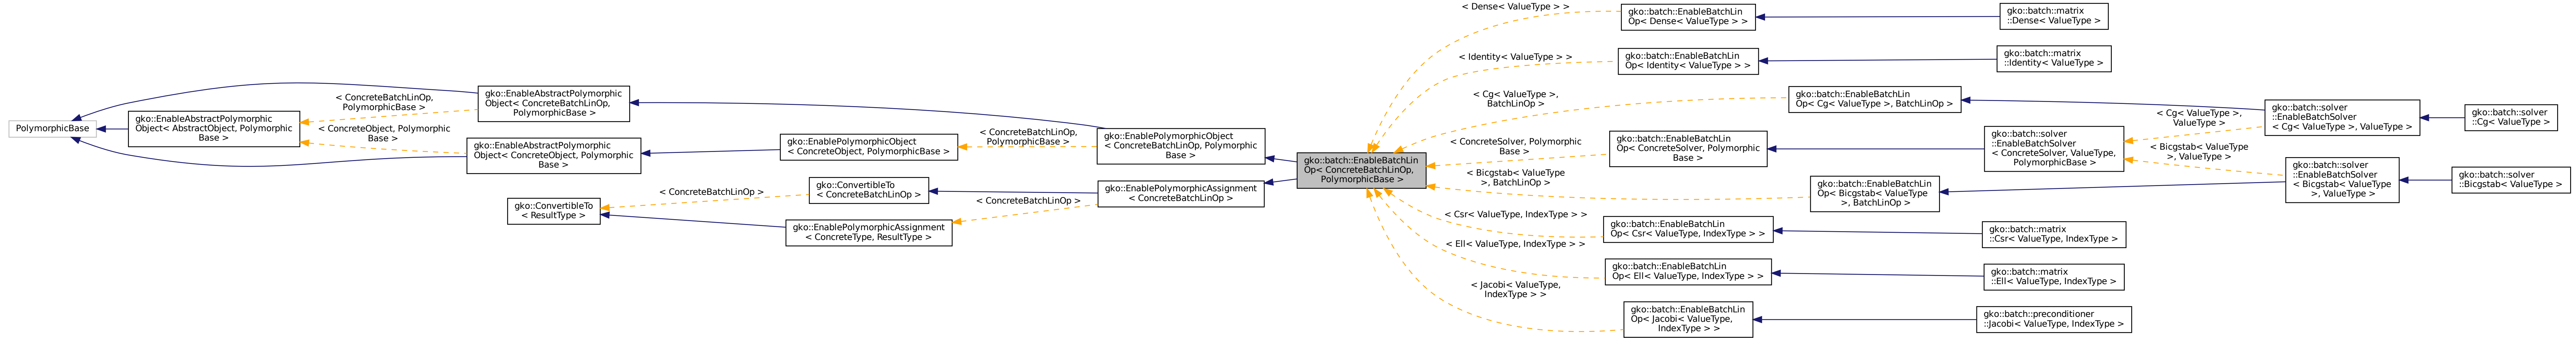 PolymorphicBase
gko::EnableAbstractPolymorphic
Object< AbstractObject, Polymorphic
Base >
< ConcreteBatchLinOp,
PolymorphicBase >
< ConcreteObject, Polymorphic
Base >
gko::EnableAbstractPolymorphic
Object< ConcreteBatchLinOp,
PolymorphicBase >
gko::EnableAbstractPolymorphic
Object< ConcreteObject, Polymorphic
Base >
gko::ConvertibleTo
< ResultType >
< ConcreteBatchLinOp >
gko::EnablePolymorphicObject
< ConcreteObject, PolymorphicBase >
gko::ConvertibleTo
< ConcreteBatchLinOp >
gko::EnablePolymorphicAssignment
< ConcreteType, ResultType >
< ConcreteBatchLinOp,
PolymorphicBase >
< ConcreteBatchLinOp >
gko::EnablePolymorphicObject
< ConcreteBatchLinOp, Polymorphic
Base >
gko::EnablePolymorphicAssignment
< ConcreteBatchLinOp >
gko::batch::EnableBatchLin
Op< ConcreteBatchLinOp,
PolymorphicBase >
< Dense< ValueType > >
< Identity< ValueType > >
< Cg< ValueType >,
BatchLinOp >
< ConcreteSolver, Polymorphic
Base >
< Bicgstab< ValueType
>, BatchLinOp >
< Csr< ValueType, IndexType > >
< Ell< ValueType, IndexType > >
< Jacobi< ValueType,
IndexType > >
gko::batch::EnableBatchLin
Op< Dense< ValueType > >
gko::batch::EnableBatchLin
Op< Identity< ValueType > >
gko::batch::EnableBatchLin
Op< Cg< ValueType >, BatchLinOp >
gko::batch::EnableBatchLin
Op< ConcreteSolver, Polymorphic
Base >
gko::batch::EnableBatchLin
Op< Bicgstab< ValueType
>, BatchLinOp >
gko::batch::EnableBatchLin
Op< Csr< ValueType, IndexType > >
gko::batch::EnableBatchLin
Op< Ell< ValueType, IndexType > >
gko::batch::EnableBatchLin
Op< Jacobi< ValueType,
IndexType > >
gko::batch::matrix
::Dense< ValueType >
gko::batch::matrix
::Identity< ValueType >
gko::batch::solver
::EnableBatchSolver
< ConcreteSolver, ValueType,
PolymorphicBase >
gko::batch::matrix
::Csr< ValueType, IndexType >
gko::batch::matrix
::Ell< ValueType, IndexType >
gko::batch::preconditioner
::Jacobi< ValueType, IndexType >
< Cg< ValueType >,
ValueType >
< Bicgstab< ValueType
>, ValueType >
gko::batch::solver
::EnableBatchSolver
< Cg< ValueType >, ValueType >
gko::batch::solver
::EnableBatchSolver
< Bicgstab< ValueType
>, ValueType >
gko::batch::solver
::Cg< ValueType >
gko::batch::solver
::Bicgstab< ValueType >